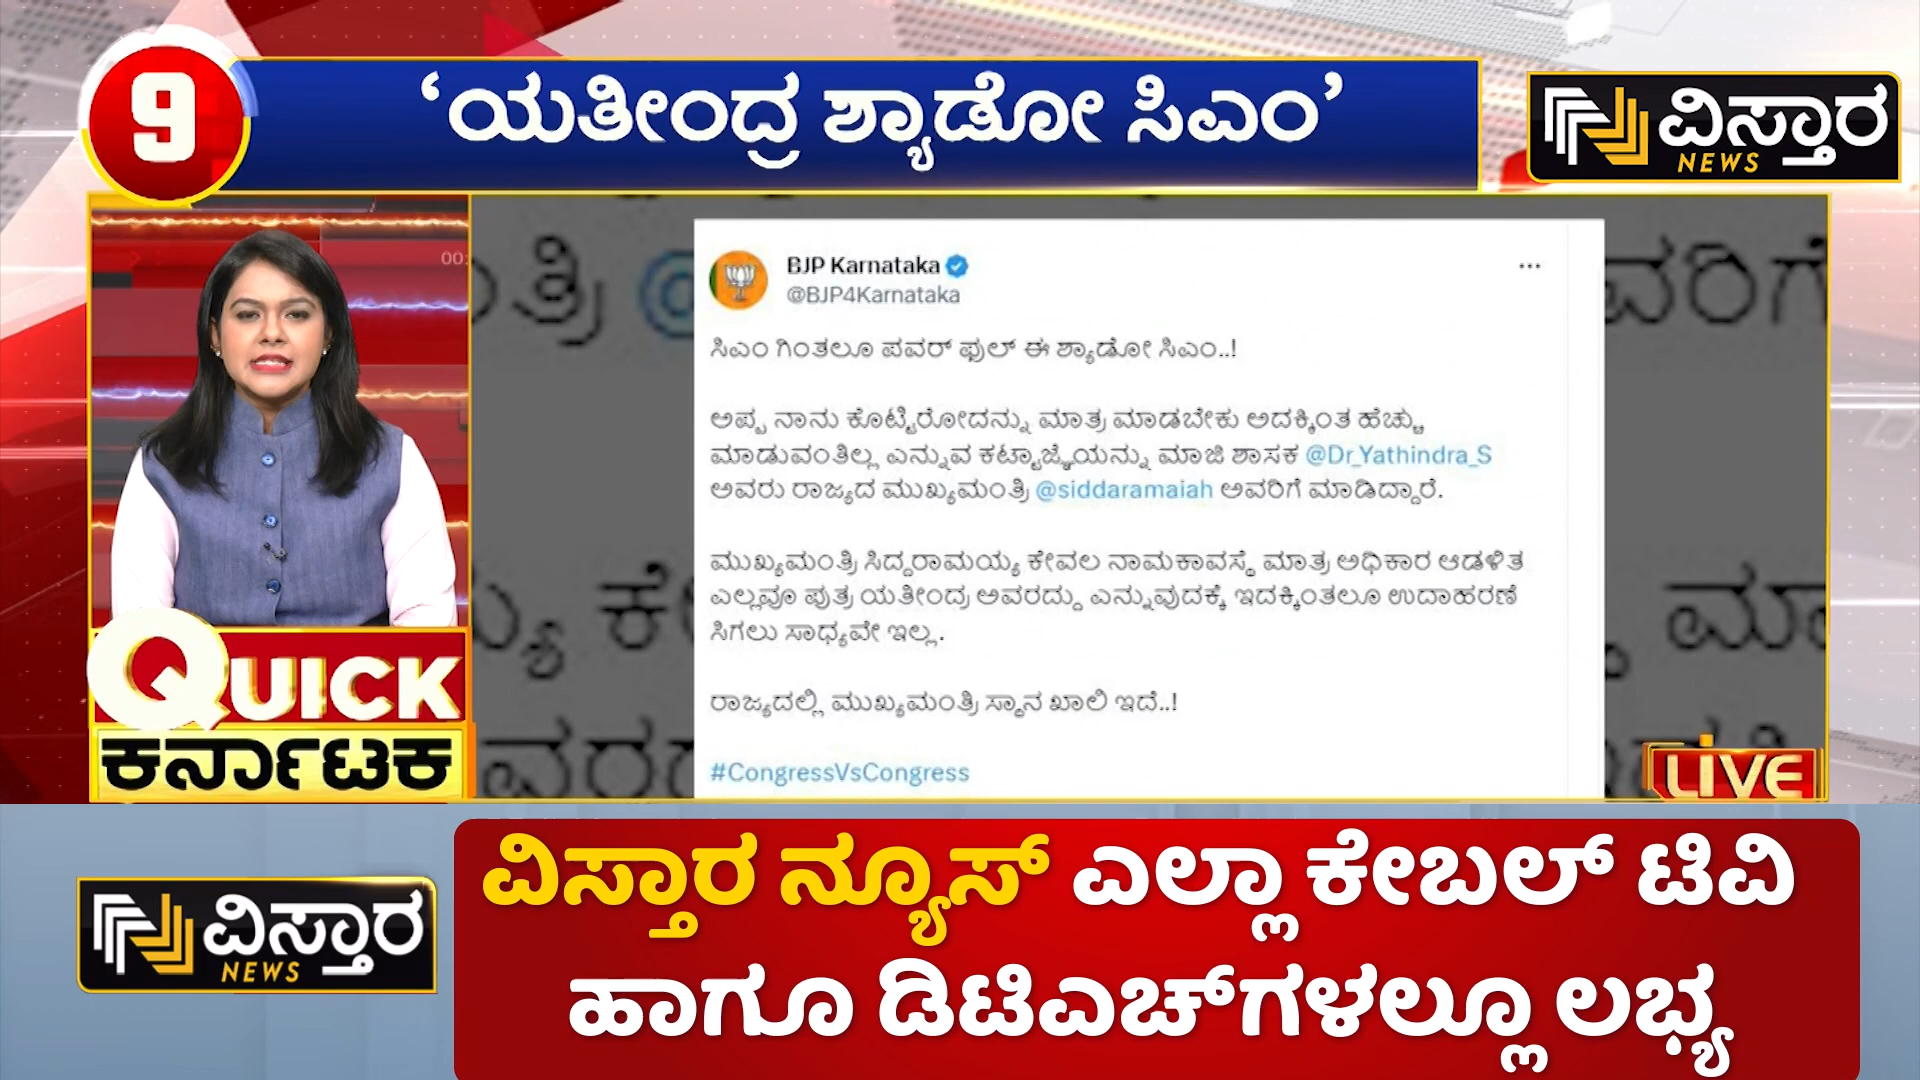 9
‘ಯತೀಂದ್ರ ಶ್ಯಾಡೋ ಸಿಎಂ’
ವಿಸ್ತಾರ
NEWS
00:
BJP Karnataka
@BJP4Karnataka
ಸಿಎಂ ಗಿಂತಲೂ ಪವರ್ ಫುಲ್ ಈ ಶ್ಯಾಡೋ ಸಿಎಂ..!
ಅಪ್ಪ ನಾನು ಕೊಟ್ಟಿರೋದನ್ನು ಮಾತ್ರ ಮಾಡಬೇಕು ಅದಕ್ಕಿಂತ ಹೆಚ್ಚು
ಮಾಡುವಂತಿಲ್ಲ ಎನ್ನುವ ಕಟ್ಟಾಜ್ಞೆಯನ್ನು ಮಾಜಿ ಶಾಸಕ @Dr_Yathindra_S
ಅವರು ರಾಜ್ಯದ ಮುಖ್ಯಮಂತ್ರಿ @siddaramaiah ಅವರಿಗೆ ಮಾಡಿದ್ದಾರೆ.
ಮುಖ್ಯಮಂತ್ರಿ ಸಿದ್ದರಾಮಯ್ಯ ಕೇವಲ ನಾಮಕಾವಸ್ಥೆ ಮಾತ್ರ ಅಧಿಕಾರ ಆಡಳಿತ
ಎಲ್ಲವೂ ಪುತ್ರ ಯತೀಂದ್ರ ಅವರದ್ದು ಎನ್ನುವುದಕ್ಕೆ ಇದಕ್ಕಿಂತಲೂ ಉದಾಹರಣೆ
ಸಿಗಲು ಸಾಧ್ಯವೇ ಇಲ್ಲ.
ರಾಜ್ಯದಲ್ಲಿ ಮುಖ್ಯಮಂತ್ರಿ ಸ್ಥಾನ ಖಾಲಿ ಇದೆ..!
#CongressVsCongress
QUICK
ಕರ್ನಾಟಕ
LIVE
ವಿಸ್ತಾರ
NEWS
ವಿಸ್ತಾರ ನ್ಯೂಸ್ ಎಲ್ಲಾ ಕೇಬಲ್ ಟಿವಿ
ಹಾಗೂ ಡಿಟಿಎಚ್‌ಗಳಲ್ಲೂ ಲಭ್ಯ